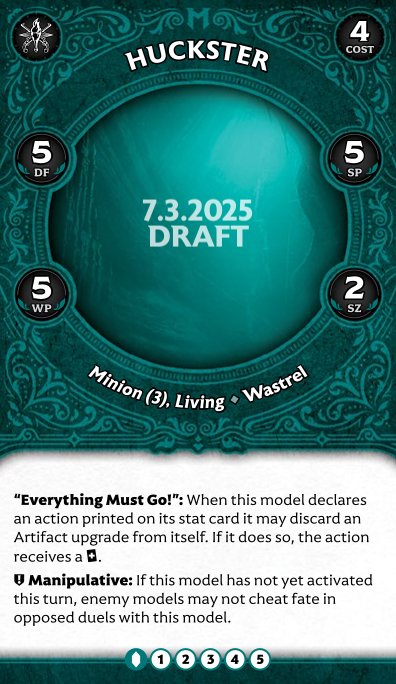 HUCKSTER
4
COST
5
DF
5
SP
7.3.2025
DRAFT
5
WP
2
SZ
Minion (3), Living • Wastrel
“Everything Must Go!”: When this model declares
an action printed on its stat card it may discard an
Artifact upgrade from itself. If it does so, the action
receives a .
Manipulative: If this model has not yet activated
this turn, enemy models may not cheat fate in
opposed duels with this model.
1 2 3 4 5